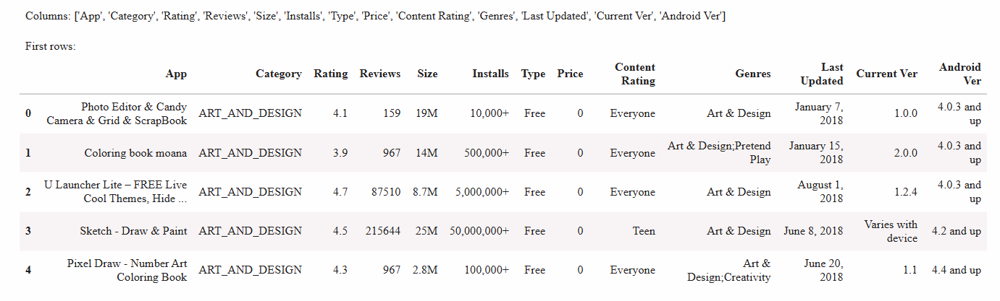 Columns: ['App', 'Category', 'Rating', 'Reviews', 'Size', 'Installs', 'Type', 'Price', 'Content Rating', 'Genres', 'Last Updated', 'Current Ver', 'Android Ver']
First rows:
App Category Rating Reviews Size Installs Type Price Content Rating Genres Last Updated Current Ver Android Ver
0 Photo Editor & Candy Camera & Grid & ScrapBook ART_AND_DESIGN 4.1 159 19M 10,000+ Free 0 Everyone Art & Design January 7, 2018 1.0.0 4.0.3 and up
1 Coloring book moana ART_AND_DESIGN 3.9 967 14M 500,000+ Free 0 Everyone Art & Design;Pretend Play January 15, 2018 2.0.0 4.0.3 and up
2 U Launcher Lite – FREE Live Cool Themes, Hide ... ART_AND_DESIGN 4.7 87510 8.7M 5,000,000+ Free 0 Everyone Art & Design August 1, 2018 1.2.4 4.0.3 and up
3 Sketch - Draw & Paint ART_AND_DESIGN 4.5 215644 25M 50,000,000+ Free 0 Teen Art & Design June 8, 2018 Varies with device 4.2 and up
4 Pixel Draw - Number Art Coloring Book ART_AND_DESIGN 4.3 967 2.8M 100,000+ Free 0 Everyone Art & Design;Creativity June 20, 2018 1.1 4.4 and up